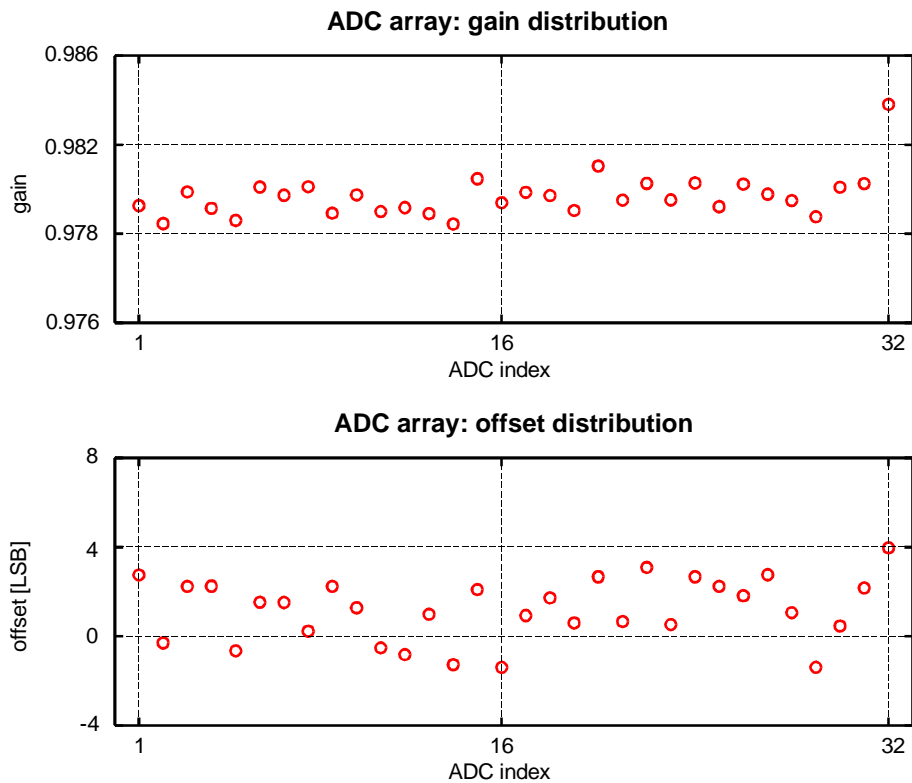 ADC array: gain distribution
0.986
0.982
0.978
0.976
gain
1
16
32
ADC index
ADC array: offset distribution
8
4
0
-4
offset [LSB]
1
16
32
ADC index